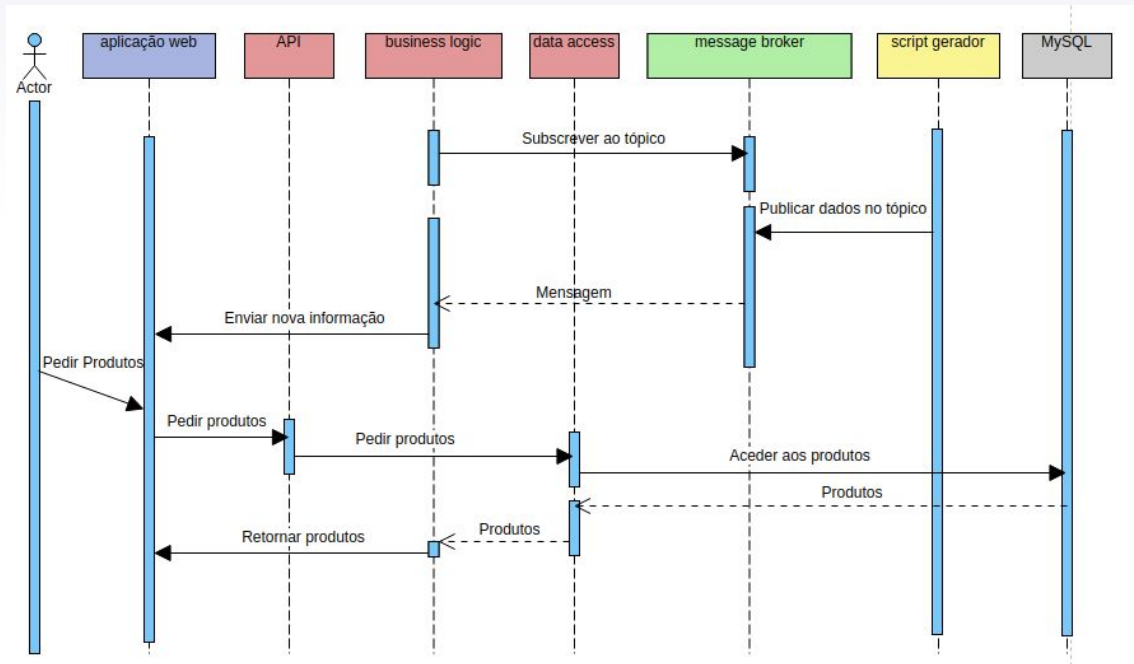 aplicação web
API
business logic
data access
message broker
script gerador
MySQL
Actor
Subscrever ao tópico
Publicar dados no tópico
Mensagem
Enviar nova informação
Pedir Produtos
Pedir produtos
Pedir produtos
Aceder aos produtos
Produtos
Produtos
Retornar produtos